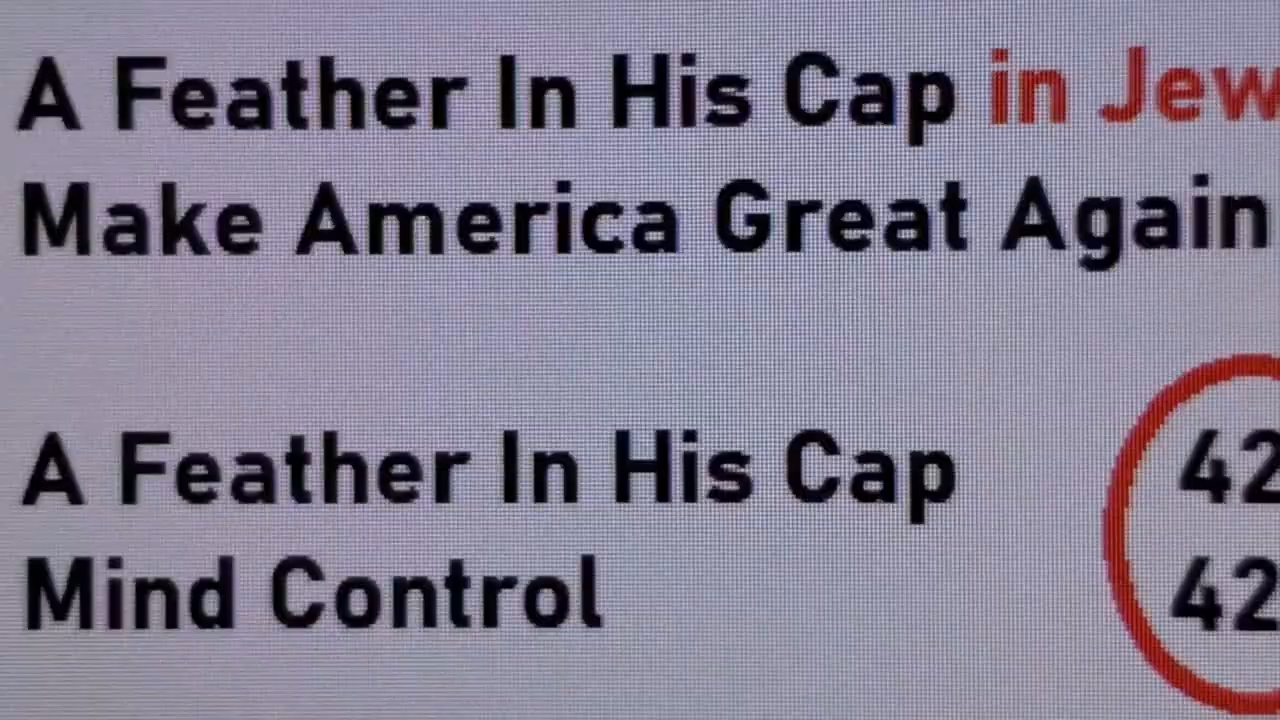 A Feather In His Cap in Jew
Make America Great Again
A Feather In His Cap 42
Mind Control 42